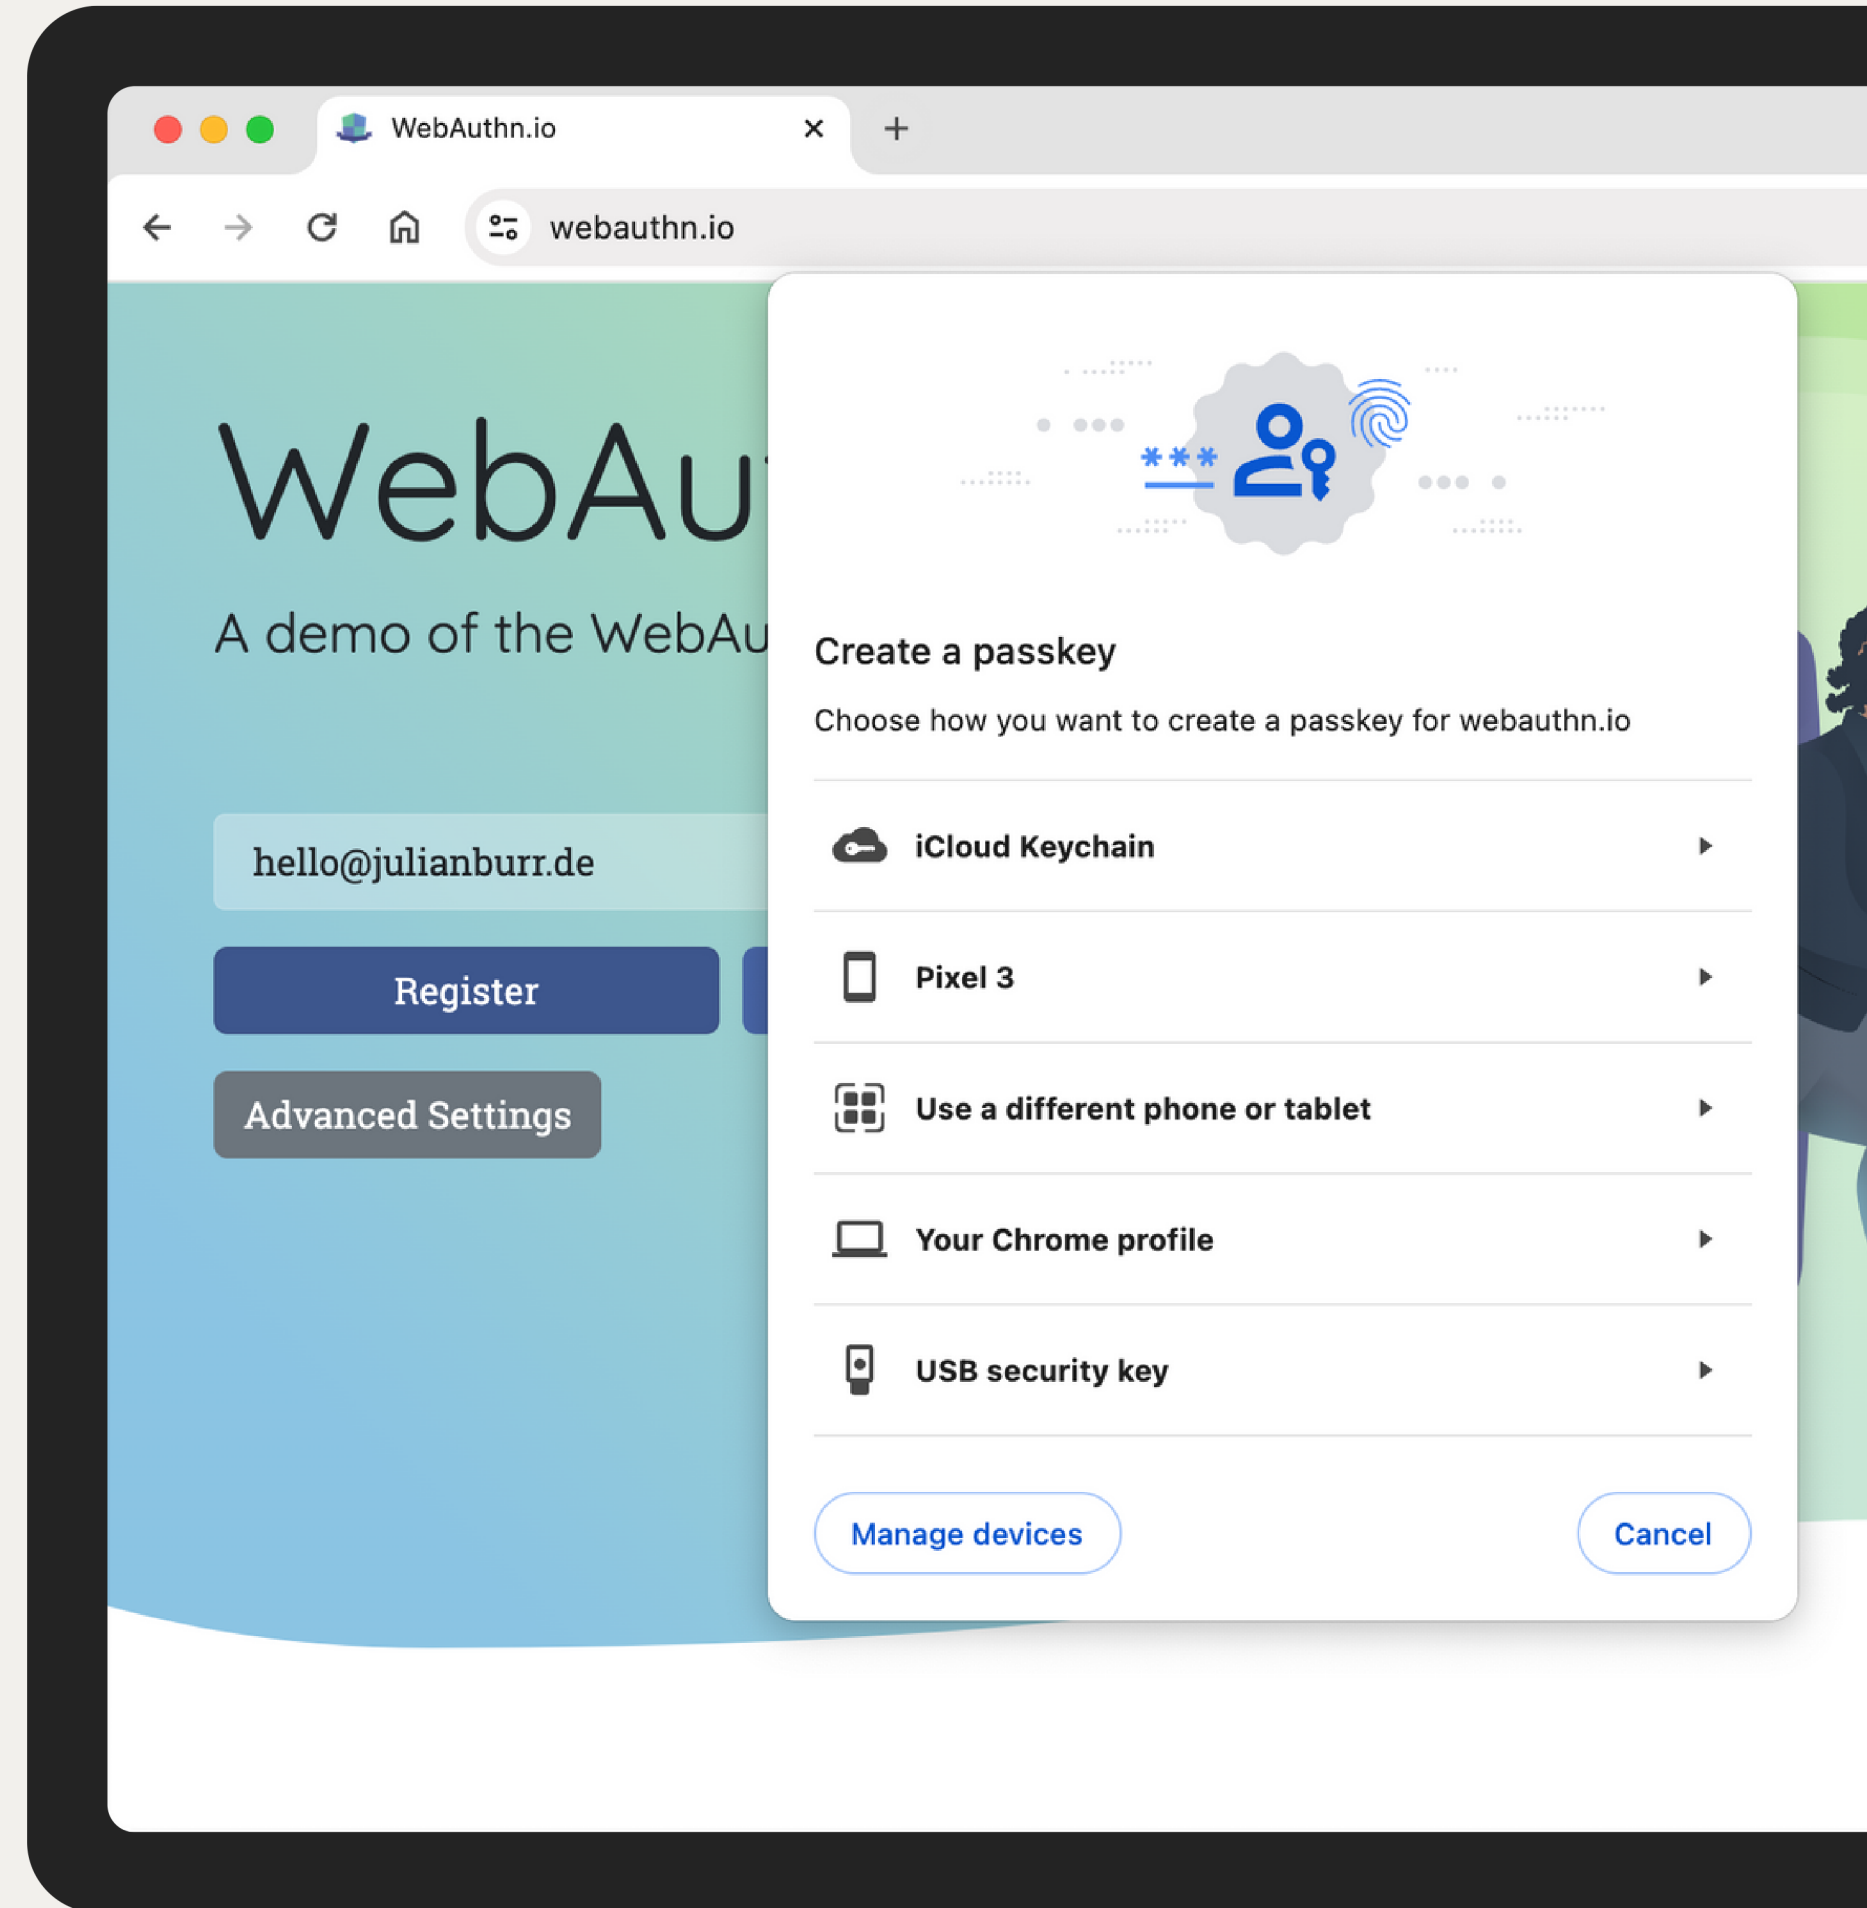 WebAuthn.io
webauthn.io
WebAu
A demo of the WebAu
hello@julianburr.de
Register
Advanced Settings
***
Create a passkey
Choose how you want to create a passkey for webauthn.io
iCloud Keychain
Pixel 3
Use a different phone or tablet
Your Chrome profile
USB security key
Manage devices
Cancel